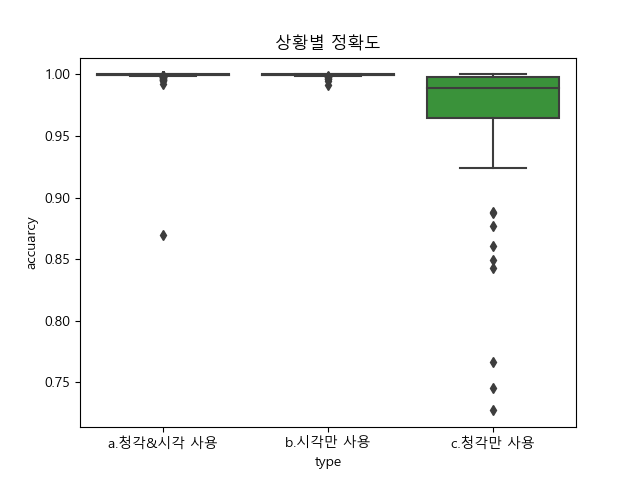 상황별 정확도
accuarcy
1.00
0.95
0.90
0.85
0.80
0.75
a.청각&시각 사용
b.시각만 사용
c.청각만 사용
type